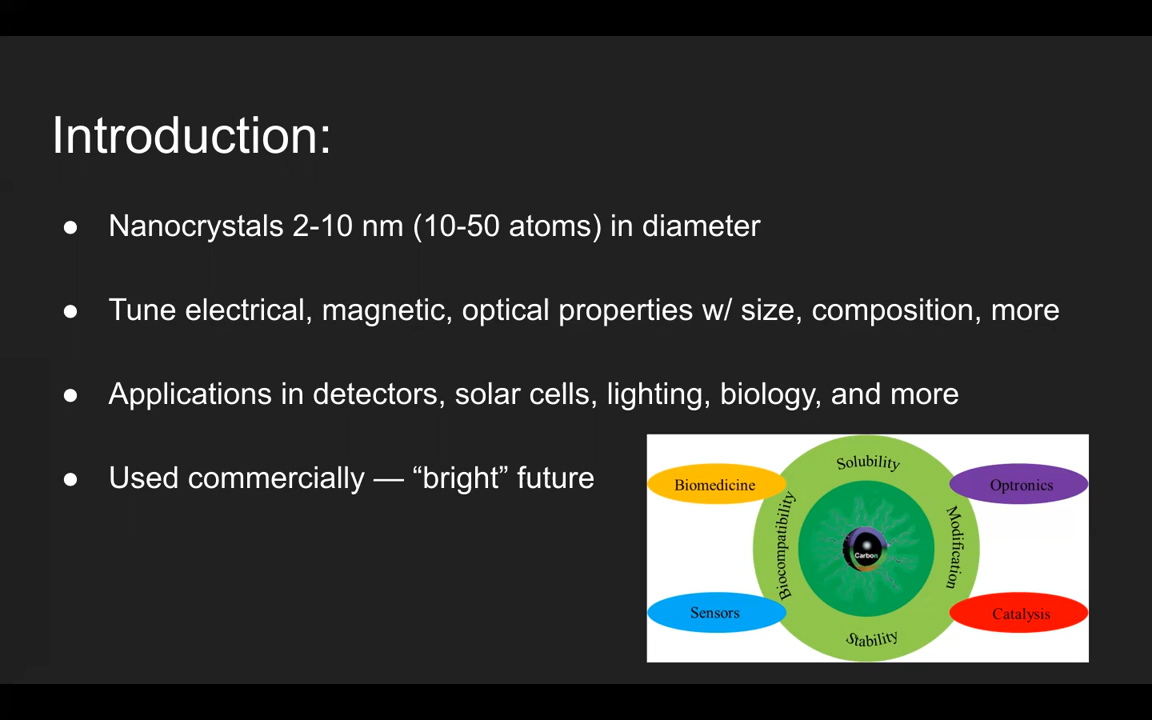 Introduction:
● Nanocrystals 2-10 nm (10-50 atoms) in diameter
● Tune electrical, magnetic, optical properties w/ size, composition, more
● Applications in detectors, solar cells, lighting, biology, and more
● Used commercially — “bright” future
Solubility
Biomedicine
Optronics
Biocompatibility
Modification
Carbon
Sensors
Catalysis
Stability